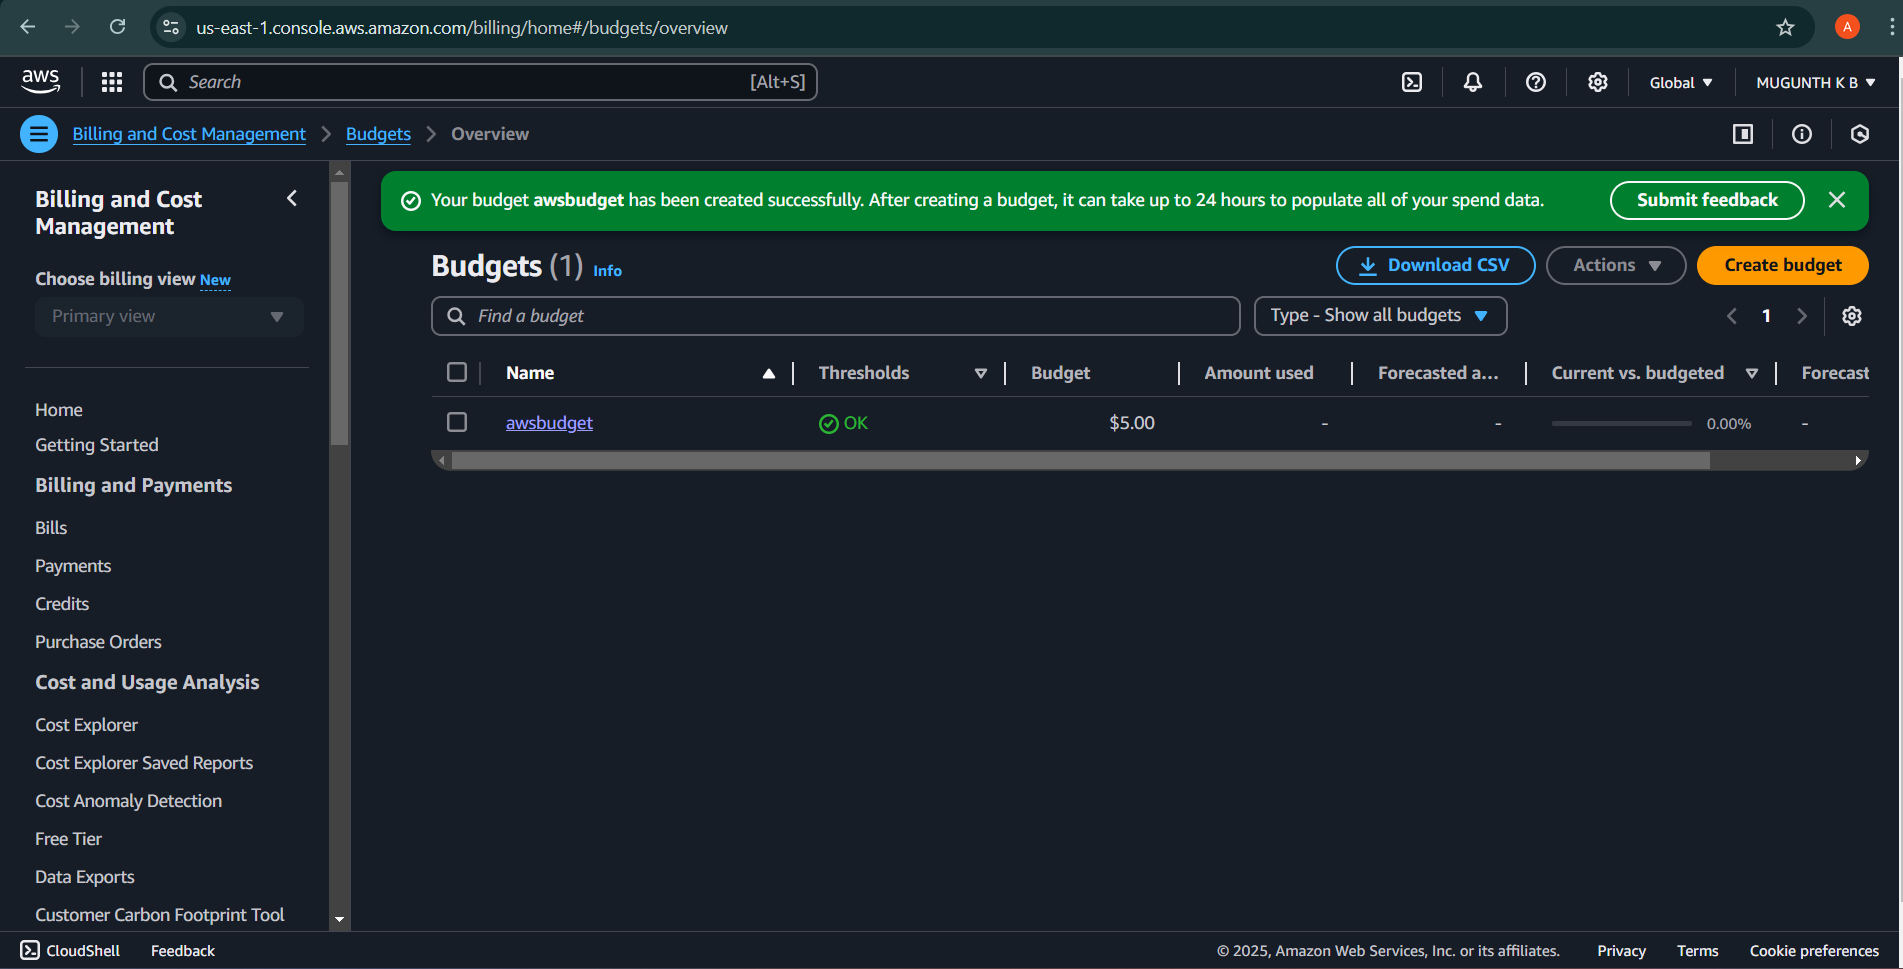 us-east-1.console.aws.amazon.com/billing/home#/budgets/overview
A
aws
Search [Alt+S]
Global
MUGUNTH K B
Billing and Cost Management
Budgets
Overview
Billing and Cost
Management
Choose billing view New
Primary view
Home
Getting Started
Billing and Payments
Bills
Payments
Credits
Purchase Orders
Cost and Usage Analysis
Cost Explorer
Cost Explorer Saved Reports
Cost Anomaly Detection
Free Tier
Data Exports
Customer Carbon Footprint Tool
Your budget awsbudget has been created successfully. After creating a budget, it can take up to 24 hours to populate all of your spend data.
Submit feedback
Budgets (1) Info
Download CSV
Actions
Create budget
Find a budget
Type - Show all budgets
1
Name Thresholds Budget Amount used Forecasted a... Current vs. budgeted Forecast
awsbudget OK $5.00 - - 0.00% -
CloudShell Feedback
© 2025, Amazon Web Services, Inc. or its affiliates. Privacy Terms Cookie preferences